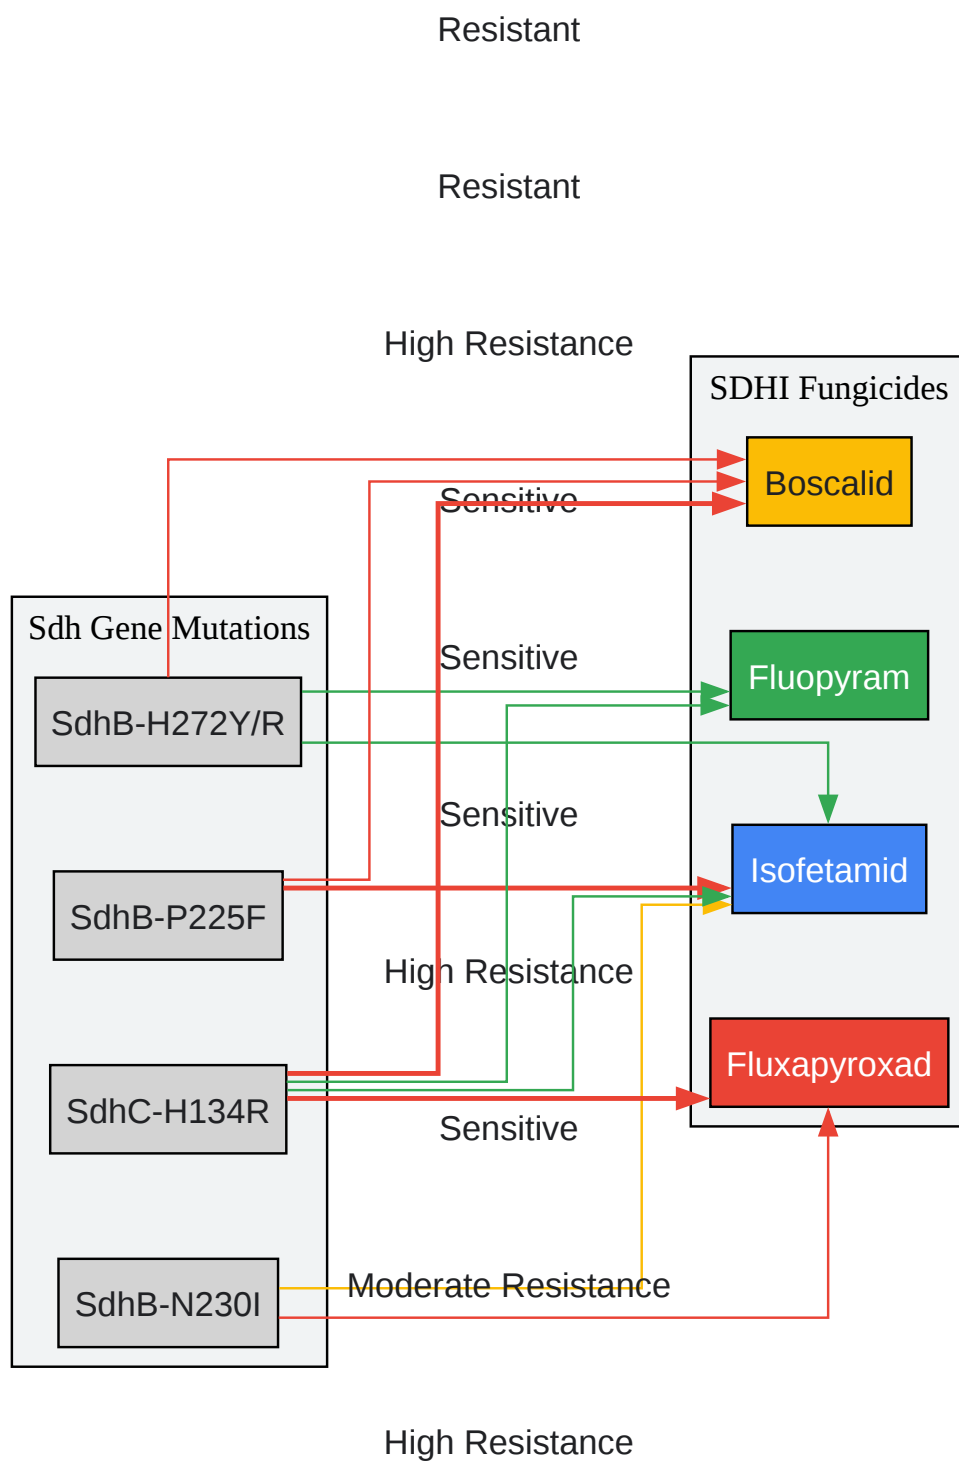 Resistant
Resistant
High Resistance
SDHI Fungicides
Boscalid
Sensitive
Sdh Gene Mutations
Sensitive
Fluopyram
SdhB-H272Y/R
Sensitive
Isofetamid
SdhB-P225F
High Resistance
Fluxapyroxad
SdhC-H134R
Sensitive
Moderate Resistance
SdhB-N230I
High Resistance